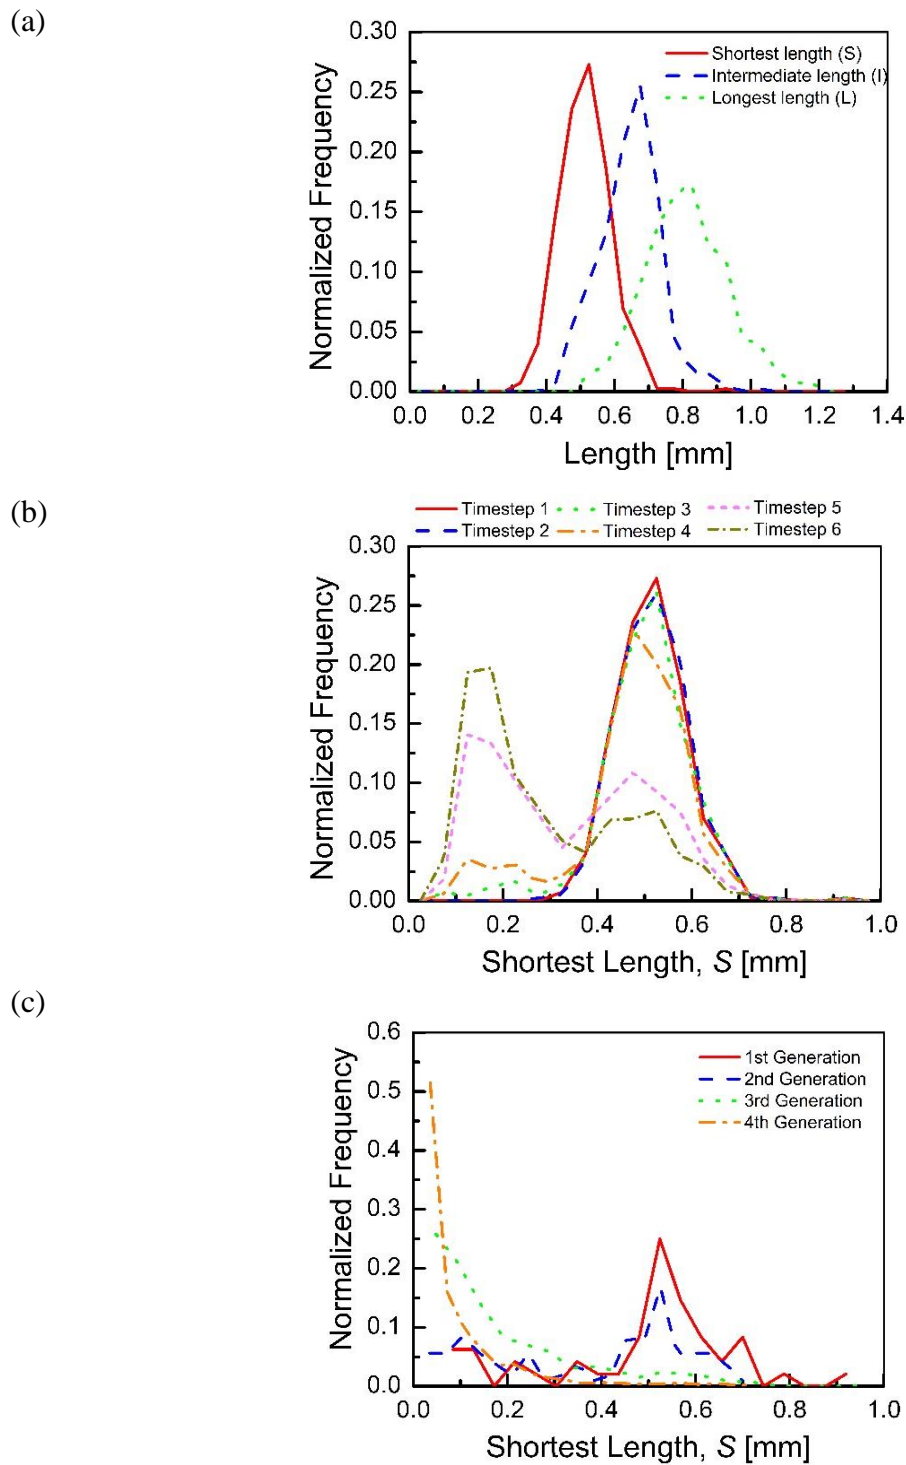 (a)
Normalized Frequency
0.30
0.25
0.20
0.15
0.10
0.05
0.00
Shortest length (S)
Intermediate length (I)
Longest length (L)
0.0 0.2 0.4 0.6 0.8 1.0 1.2 1.4
Length [mm]
(b)
Timestep 1 Timestep 3 Timestep 5
Timestep 2 Timestep 4 Timestep 6
Normalized Frequency
0.30
0.25
0.20
0.15
0.10
0.05
0.00
0.0 0.2 0.4 0.6 0.8 1.0
Shortest Length, S [mm]
(c)
Normalized Frequency
0.6
0.5
0.4
0.3
0.2
0.1
0.0
1st Generation
2nd Generation
3rd Generation
4th Generation
0.0 0.2 0.4 0.6 0.8 1.0
Shortest Length, S [mm]